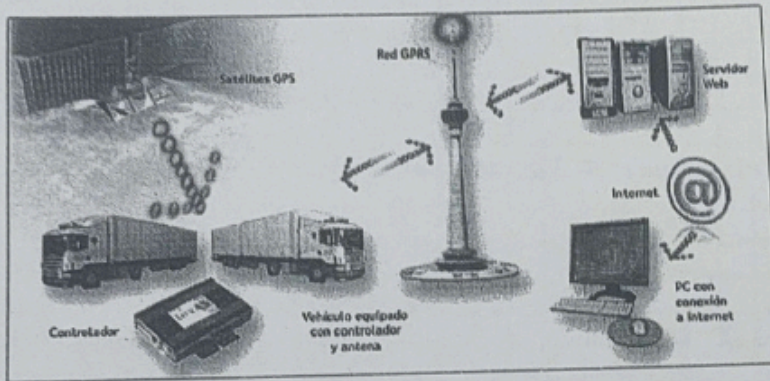 Satélites GPS
Red GPRS
Servidor
Web
Internet
@
PC con
conexión
a Internet
Controlador
Vehículo equipado
con controlador
y antena